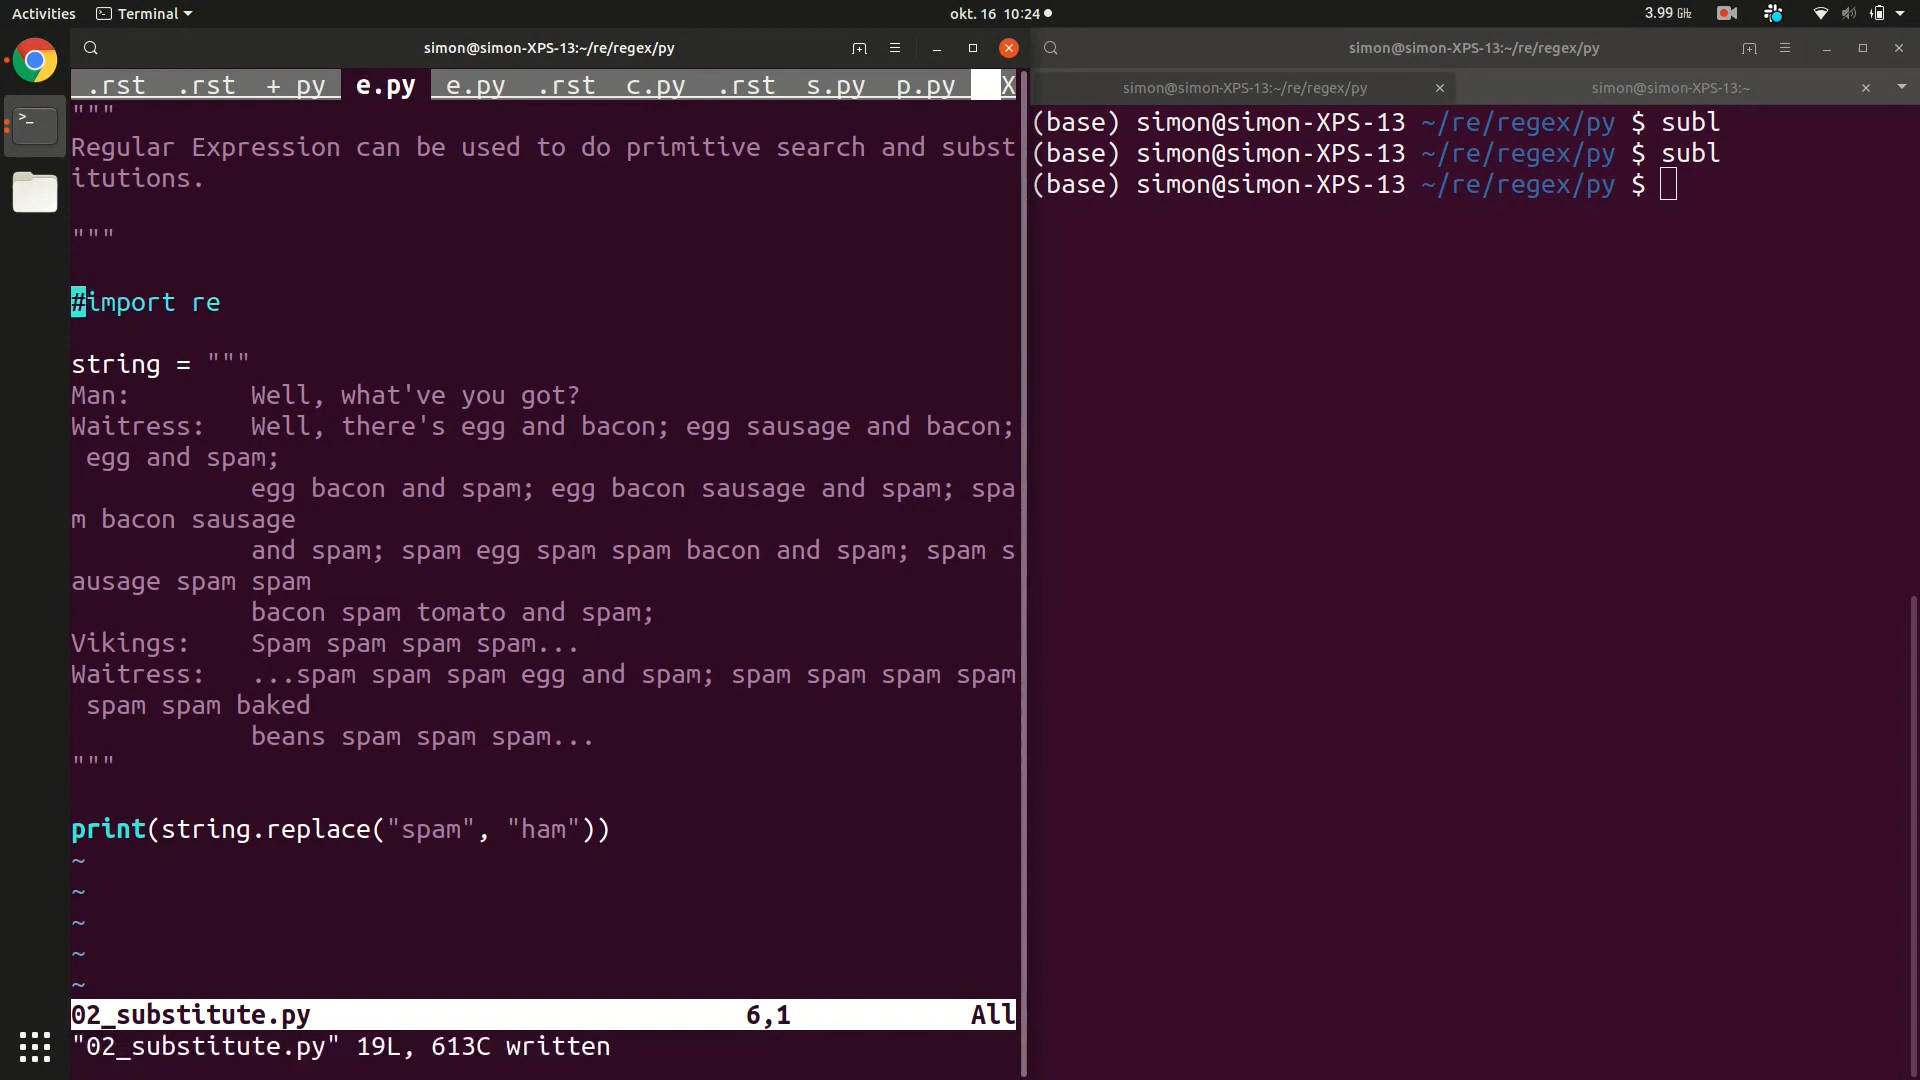 Activities Terminal okt. 16 10:24 3.99 GHz
simon@simon-XPS-13:~/re/regex/py
.rst .rst + py e.py e.py .rst c.py .rst s.py p.py X
"""
Regular Expression can be used to do primitive search and subst
itutions.
"""
#import re
string = """
Man:        Well, what've you got?
Waitress:   Well, there's egg and bacon; egg sausage and bacon;
 egg and spam;
            egg bacon and spam; egg bacon sausage and spam; spa
m bacon sausage
            and spam; spam egg spam spam bacon and spam; spam s
ausage spam spam
            bacon spam tomato and spam;
Vikings:    Spam spam spam spam...
Waitress:   ...spam spam spam egg and spam; spam spam spam spam
 spam spam baked
            beans spam spam spam...
"""
print(string.replace("spam", "ham"))
~
~
~
~
~
02_substitute.py 6,1 All
"02_substitute.py" 19L, 613C written
simon@simon-XPS-13:~/re/regex/py
simon@simon-XPS-13:~/re/regex/py simon@simon-XPS-13:~
(base) simon@simon-XPS-13 ~/re/regex/py $ subl
(base) simon@simon-XPS-13 ~/re/regex/py $ subl
(base) simon@simon-XPS-13 ~/re/regex/py $